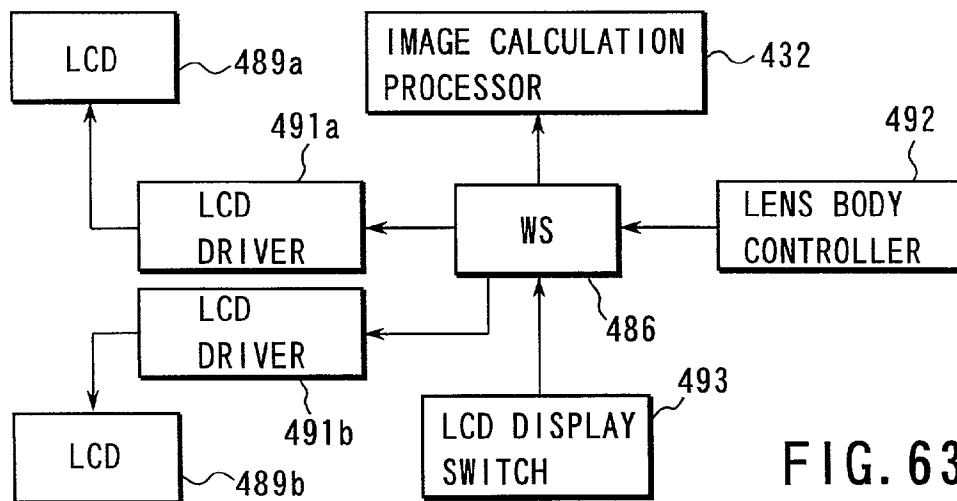 LCD
489a
IMAGE CALCULATION
PROCESSOR
432
491a
492
LCD
DRIVER
WS
LENS BODY
CONTROLLER
LCD
DRIVER
486
491b
493
LCD
489b
LCD DISPLAY
SWITCH
FIG. 63